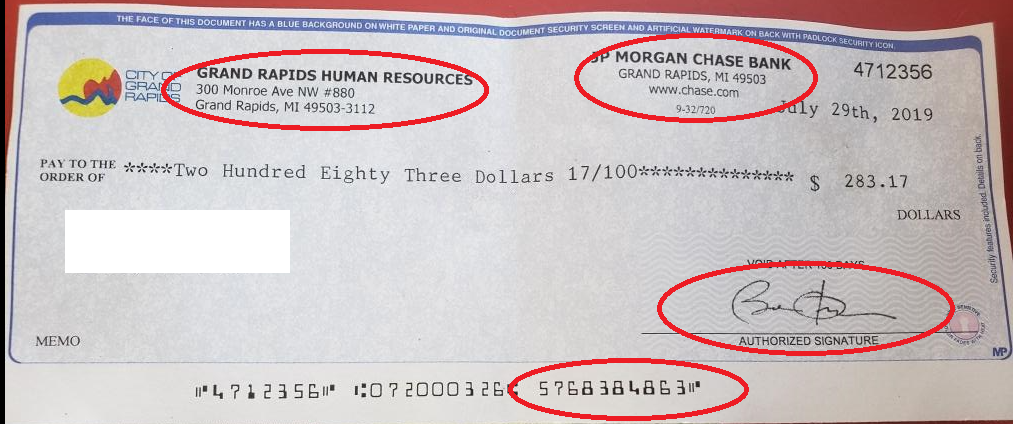 THE FACE OF THIS DOCUMENT HAS A BLUE BACKGROUND ON WHITE PAPER AND ORIGINAL DOCUMENT SECURITY SCREEN AND ARTIFICIAL WATERMARK ON BACK WITH PADLOCK SECURITY ICON.
CITY OF
GRAND
RAPIDS
GRAND RAPIDS HUMAN RESOURCES
300 Monroe Ave NW #880
Grand Rapids, MI 49503-3112
JP MORGAN CHASE BANK
GRAND RAPIDS, MI 49503
www.chase.com
9-32/720
4712356
July 29th, 2019
PAY TO THE
ORDER OF
****Two Hundred Eighty Three Dollars 17/100************** $ 283.17
DOLLARS
Security features included. Details on back.
VOID AFTER 180 DAYS
AUTHORIZED SIGNATURE
MEMO
MP
⑈4712356⑈ ⑆072000326⑆ 5768384863⑈